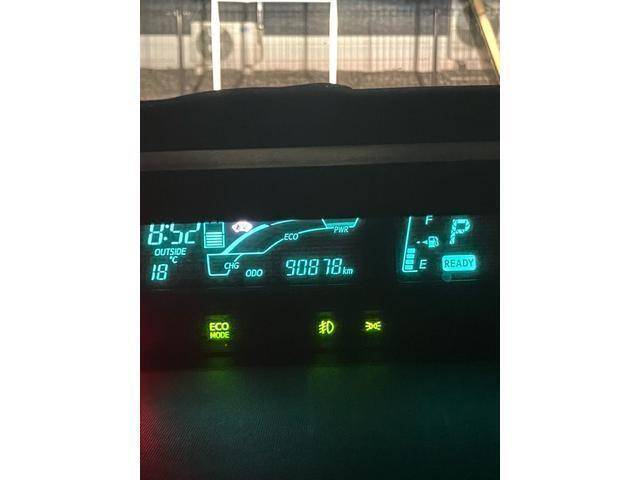 8:52
OUTSIDE
°C
18
ECO
PWR
CHG
ODO
90878 km
F
E
P
READY
ECO
MODE